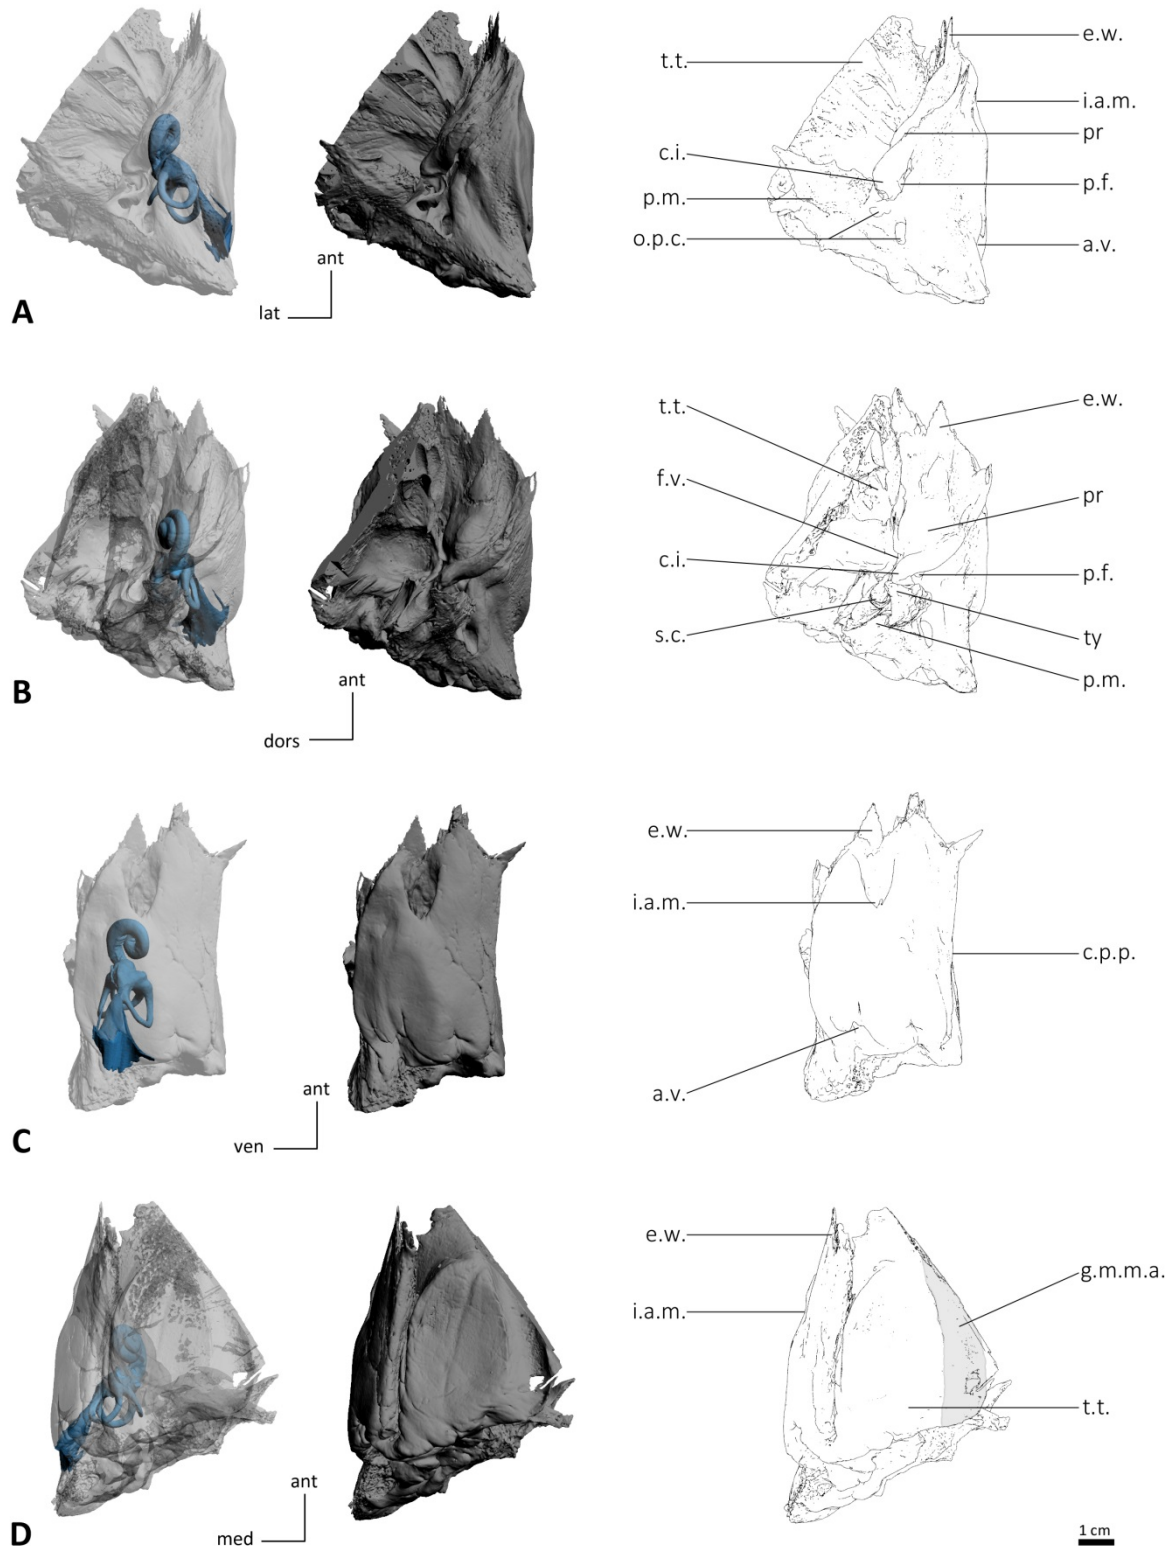 e.w.
t.t.
i.a.m.
pr
c.i.
p.f.
p.m.
o.p.c.
a.v.
ant
lat
A
t.t.
e.w.
f.v.
pr
c.i.
p.f.
s.c.
ty
p.m.
ant
dors
B
e.w.
i.a.m.
c.p.p.
a.v.
ant
ven
C
e.w.
g.m.m.a.
i.a.m.
t.t.
ant
med
D
1 cm